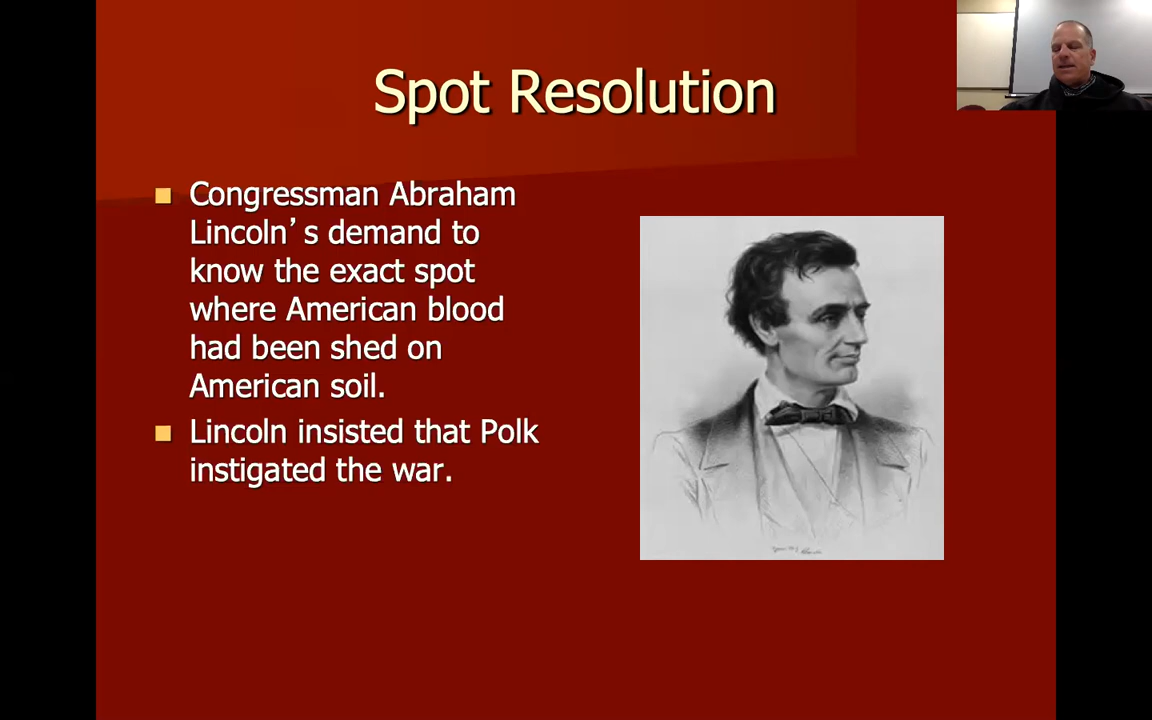 Spot Resolution
Congressman Abraham
Lincoln’s demand to
know the exact spot
where American blood
had been shed on
American soil.
Lincoln insisted that Polk
instigated the war.